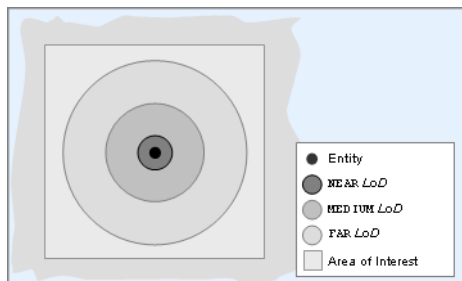 Entity
NEAR LoD
MEDIUM LoD
FAR LoD
Area of Interest